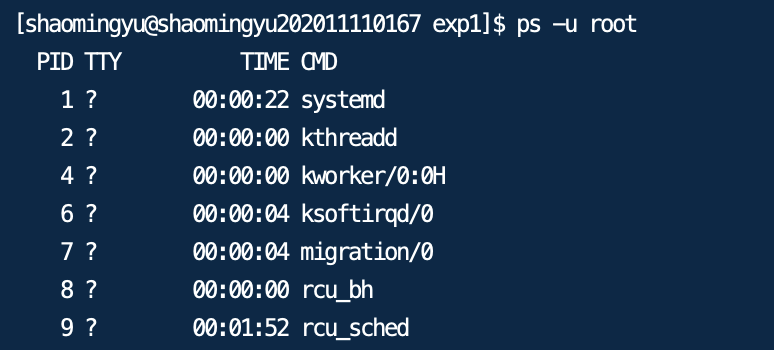 [shaomingyu@shaomingyu202011110167 exp1]$ ps -u root
PID TTY TIME CMD
1 ? 00:00:22 systemd
2 ? 00:00:00 kthreadd
4 ? 00:00:00 kworker/0:0H
6 ? 00:00:04 ksoftirqd/0
7 ? 00:00:04 migration/0
8 ? 00:00:00 rcu_bh
9 ? 00:01:52 rcu_sched